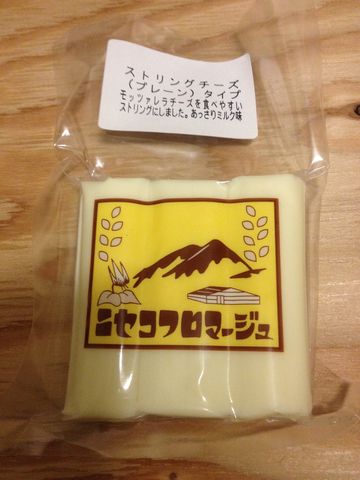 ストリングチーズ
(プレーン)タイプ
モッツァレラチーズを食べやすい
ストリングにしました。あっさりミルク味
ニセコフロマージュ